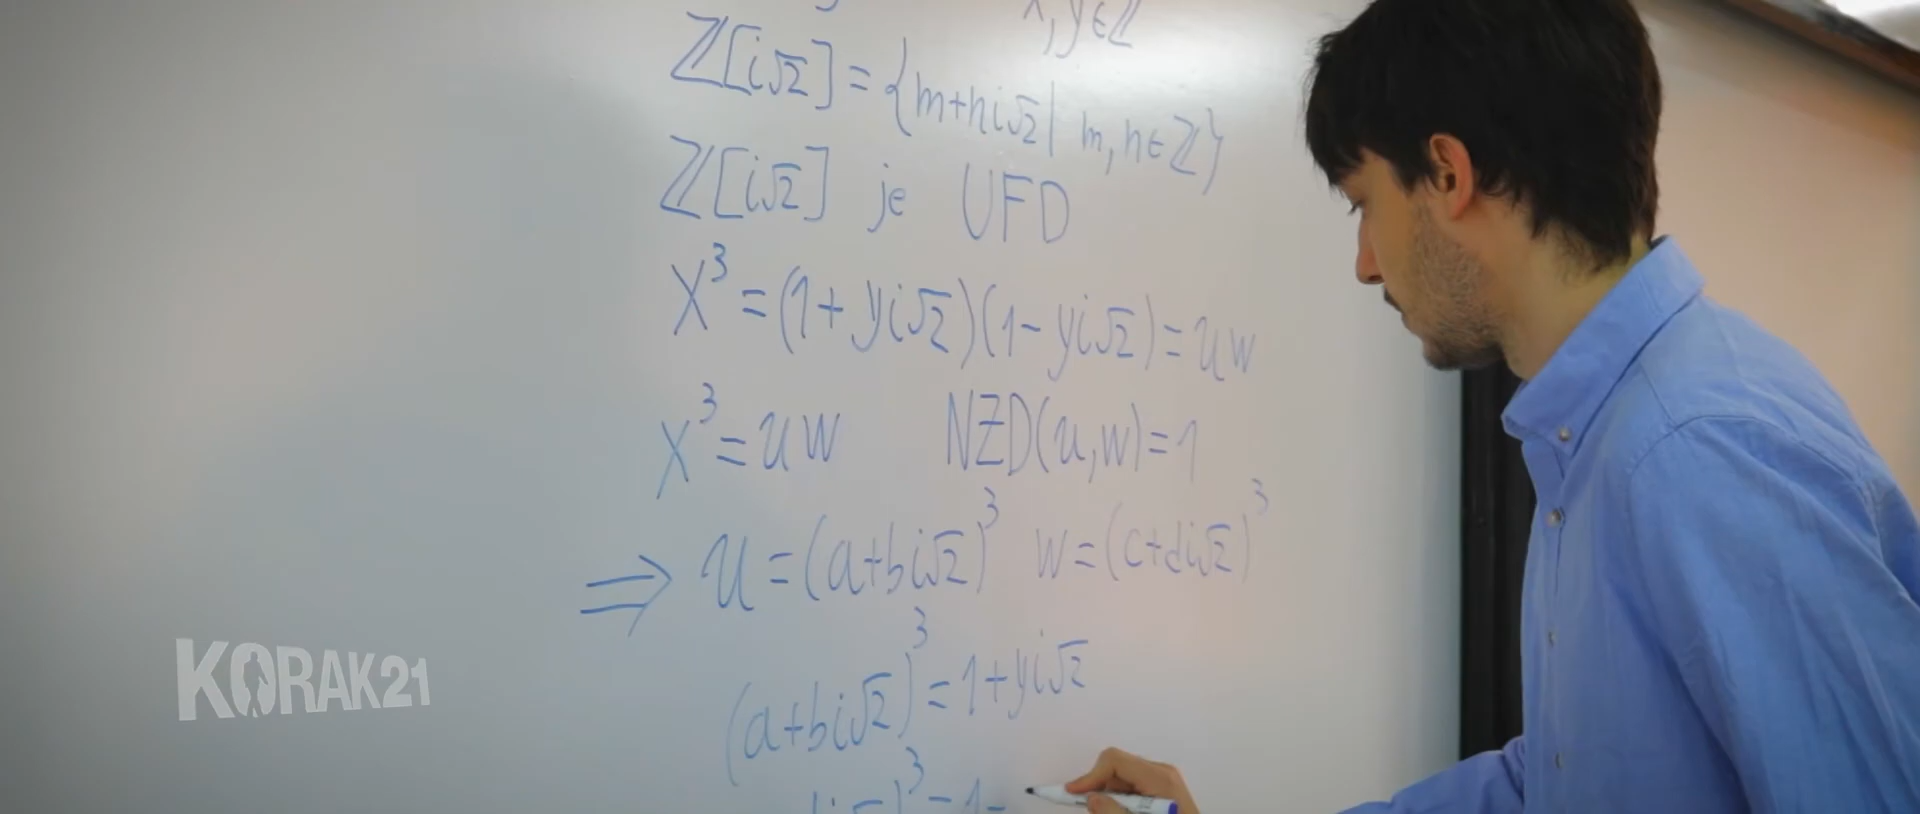 x, y ∈ ℤ
ℤ[i√2] = {m+ni√2 | m, n ∈ ℤ}
ℤ[i√2] je UFD
X³ = (1+yi√2)(1-yi√2) = uw
X³ = uw NZD(u,w)=1
⇒ u = (a+bi√2)³ w = (c+di√2)³
(a+bi√2)³ = 1+yi√2
KORAK21